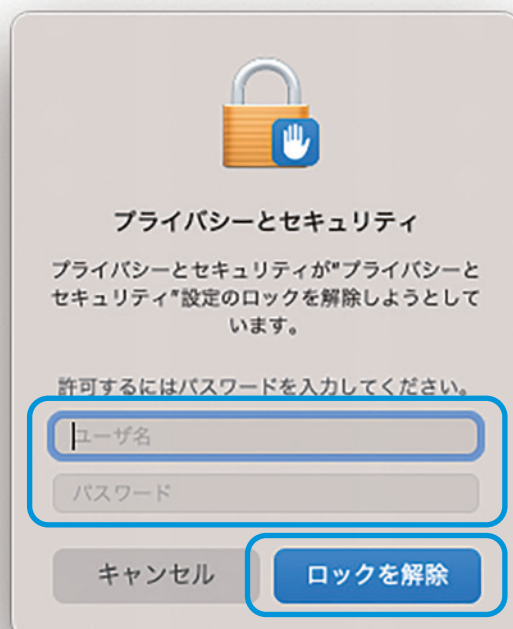 プライバシーとセキュリティ
プライバシーとセキュリティが"プライバシーと
セキュリティ"設定のロックを解除しようとして
います。
許可するにはパスワードを入力してください。
ユーザ名
パスワード
キャンセル
ロックを解除